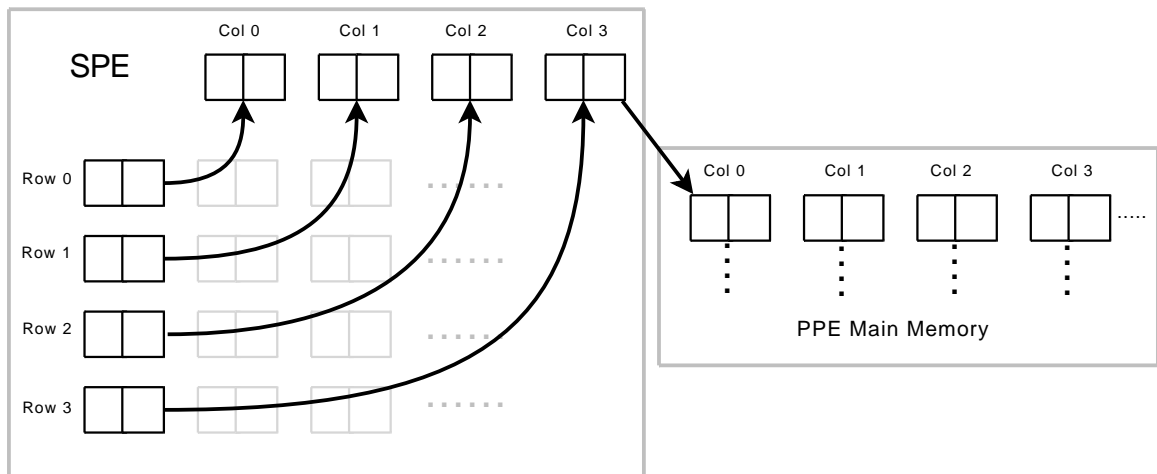 Col 0 Col 1 Col 2 Col 3
SPE
Col 0 Col 1 Col 2 Col 3
Row 0
Row 1
Row 2
PPE Main Memory
Row 3